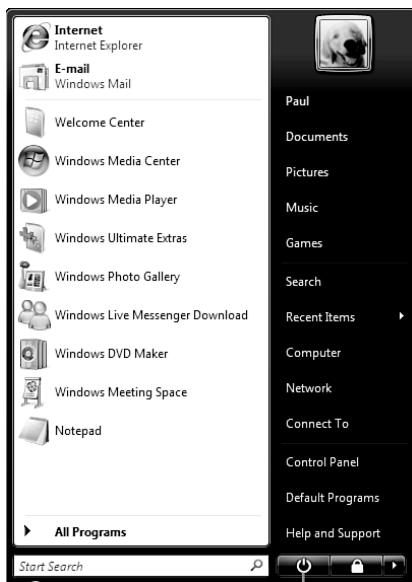 Internet
Internet Explorer
E-mail
Windows Mail
Welcome Center
Windows Media Center
Windows Media Player
Windows Ultimate Extras
Windows Photo Gallery
Windows Live Messenger Download
Windows DVD Maker
Windows Meeting Space
Notepad
All Programs
Start Search
Paul
Documents
Pictures
Music
Games
Search
Recent Items
Computer
Network
Connect To
Control Panel
Default Programs
Help and Support